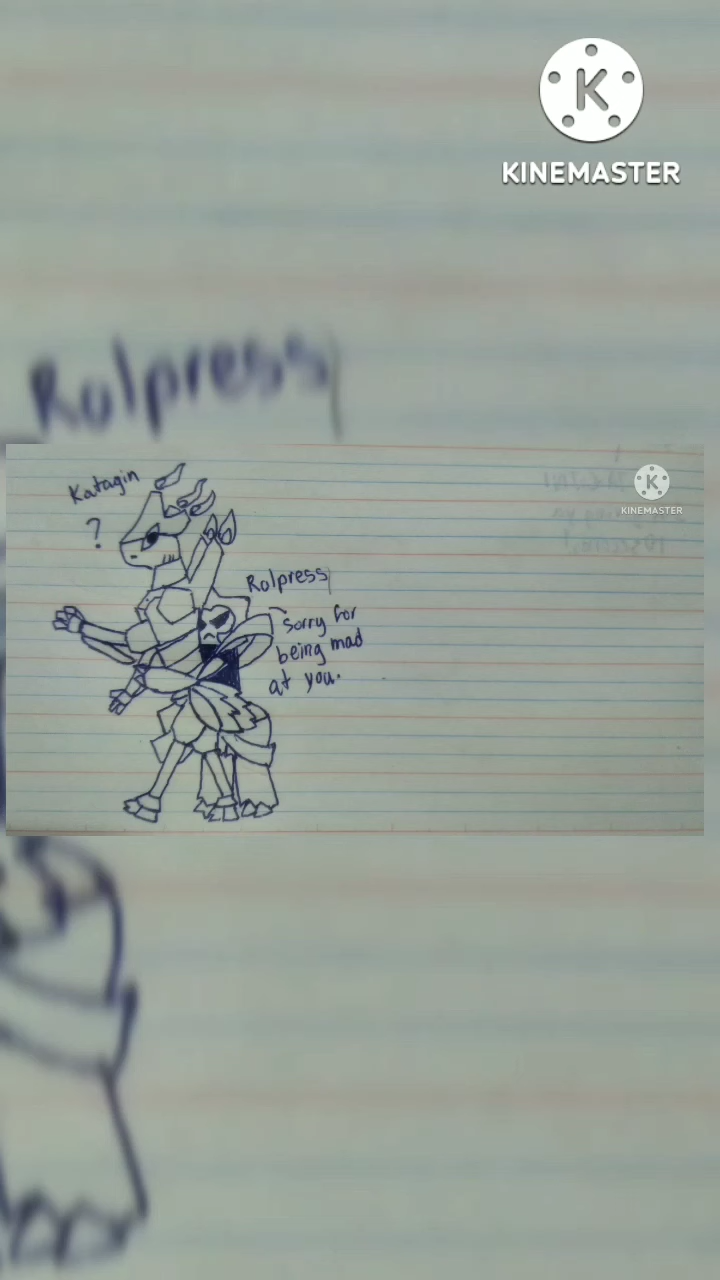 KINEMASTER
Rolpress
Katagin
?
KINEMASTER
Rolpress
Sorry for
being mad
at you.